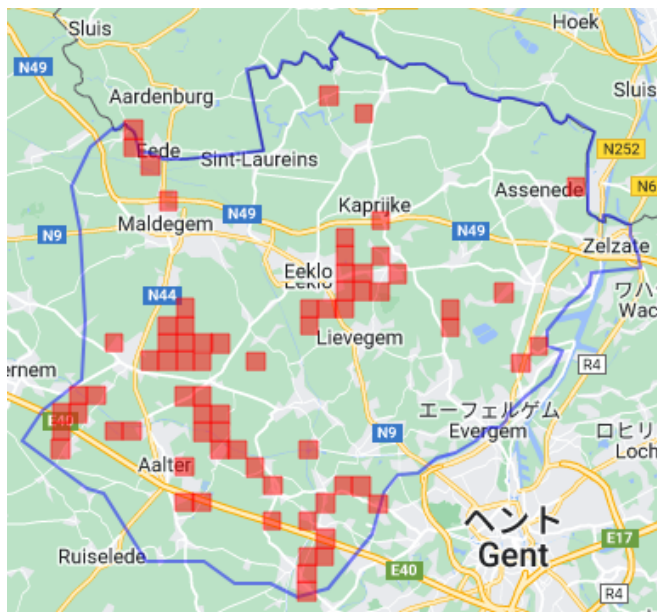 Sluis
Hoek
N49
Sluis
Aardenburg
N252
Eede
Sint-Laureins
N6
Assenede
Kaprijke
N49
Maldegem
N49
N9
Zelzate
Eeklo
Eeklo
ワハ
Wac
N44
Lievegem
R4
ernem
エーフェルゲム
Evergem
E40
N9
ロヒリ
Loch
Aalter
ヘント
Gent
E17
Ruiselede
E40
R4